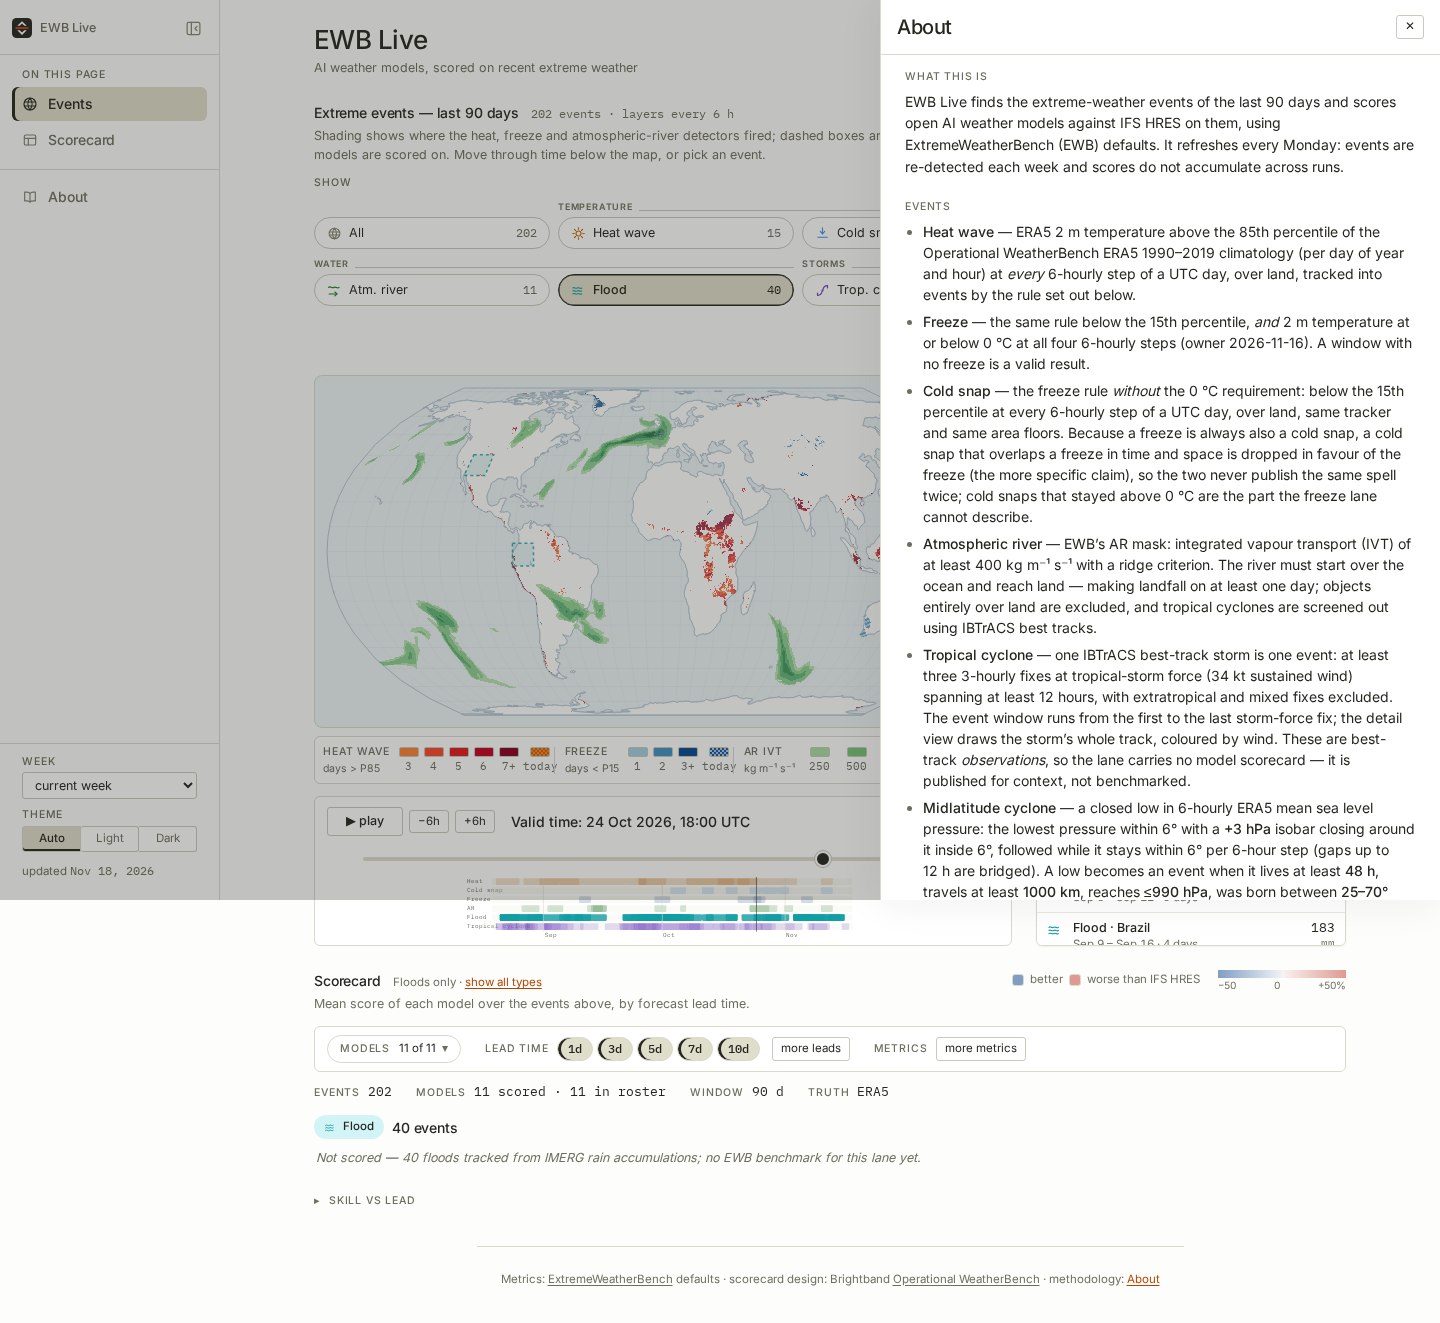 EWB Live
ON THIS PAGE
Events
Scorecard
About
WEEK
current week
THEME
Auto Light Dark
updated Nov 18, 2026
EWB Live
AI weather models, scored on recent extreme weather
Extreme events — last 90 days 202 events · layers every 6 h
Shading shows where the heat, freeze and atmospheric-river detectors fired; dashed boxes ar
models are scored on. Move through time below the map, or pick an event.
SHOW
TEMPERATURE
All 202
Heat wave 15
Cold sn
WATER
STORMS
Atm. river 11
Flood 40
Trop. c
HEAT WAVE
days > P85
3 4 5 6 7+ today
FREEZE
days < P15
1 2 3+ today
AR IVT
kg m⁻¹ s⁻¹
250 500
▶ play −6h +6h Valid time: 24 Oct 2026, 18:00 UTC
Heat
Cold snap
Freeze
AR
Flood
Tropical cyclone
Sep Oct Nov
About
×
WHAT THIS IS
EWB Live finds the extreme-weather events of the last 90 days and scores
open AI weather models against IFS HRES on them, using
ExtremeWeatherBench (EWB) defaults. It refreshes every Monday: events are
re-detected each week and scores do not accumulate across runs.
EVENTS
• Heat wave — ERA5 2 m temperature above the 85th percentile of the
Operational WeatherBench ERA5 1990–2019 climatology (per day of year
and hour) at every 6-hourly step of a UTC day, over land, tracked into
events by the rule set out below.
• Freeze — the same rule below the 15th percentile, and 2 m temperature at
or below 0 °C at all four 6-hourly steps (owner 2026-11-16). A window with
no freeze is a valid result.
• Cold snap — the freeze rule without the 0 °C requirement: below the 15th
percentile at every 6-hourly step of a UTC day, over land, same tracker
and same area floors. Because a freeze is always also a cold snap, a cold
snap that overlaps a freeze in time and space is dropped in favour of the
freeze (the more specific claim), so the two never publish the same spell
twice; cold snaps that stayed above 0 °C are the part the freeze lane
cannot describe.
• Atmospheric river — EWB's AR mask: integrated vapour transport (IVT) of
at least 400 kg m⁻¹ s⁻¹ with a ridge criterion. The river must start over the
ocean and reach land — making landfall on at least one day; objects
entirely over land are excluded, and tropical cyclones are screened out
using IBTrACS best tracks.
• Tropical cyclone — one IBTrACS best-track storm is one event: at least
three 3-hourly fixes at tropical-storm force (34 kt sustained wind)
spanning at least 12 hours, with extratropical and mixed fixes excluded.
The event window runs from the first to the last storm-force fix; the detail
view draws the storm's whole track, coloured by wind. These are best-
track observations, so the lane carries no model scorecard — it is
published for context, not benchmarked.
• Midlatitude cyclone — a closed low in 6-hourly ERA5 mean sea level
pressure: the lowest pressure within 6° with a +3 hPa isobar closing around
it inside 6°, followed while it stays within 6° per 6-hour step (gaps up to
12 h are bridged). A low becomes an event when it lives at least 48 h,
travels at least 1000 km, reaches ≤990 hPa, was born between 25–70°
Flood · Brazil 183
Sep 9 – Sep 16 · 4 days mm
Scorecard Floods only · show all types
better worse than IFS HRES
−50 0 +50%
Mean score of each model over the events above, by forecast lead time.
MODELS 11 of 11 ▾ LEAD TIME 1d 3d 5d 7d 10d more leads METRICS more metrics
EVENTS 202 MODELS 11 scored · 11 in roster WINDOW 90 d TRUTH ERA5
Flood 40 events
Not scored — 40 floods tracked from IMERG rain accumulations; no EWB benchmark for this lane yet.
▸ SKILL VS LEAD
Metrics: ExtremeWeatherBench defaults · scorecard design: Brightband Operational WeatherBench · methodology: About